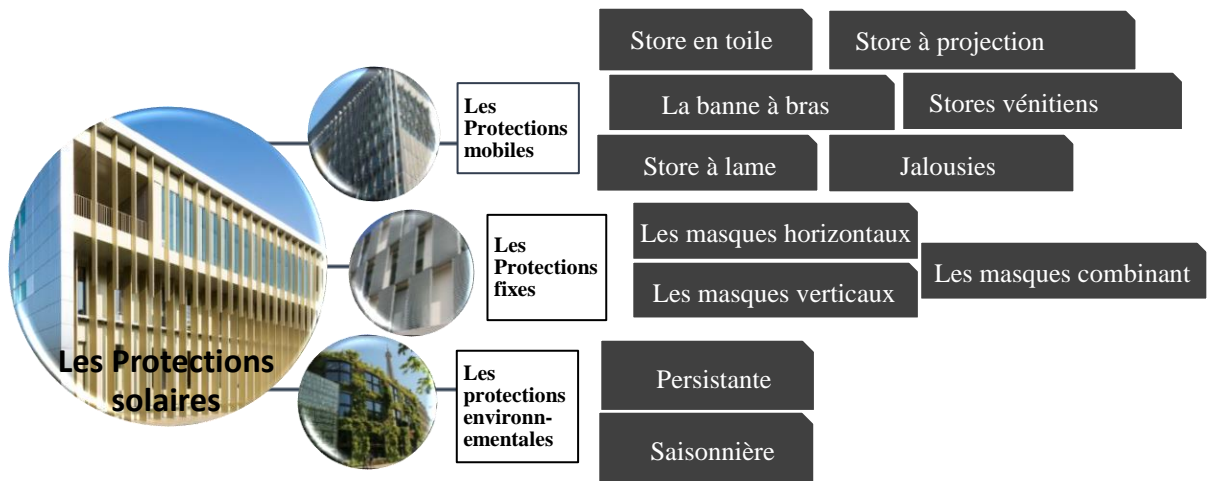 Les Protections
solaires
Les
Protections
mobiles
Store en toile
Store à projection
La banne à bras
Stores vénitiens
Store à lame
Jalousies
Les
Protections
fixes
Les masques horizontaux
Les masques verticaux
Les masques combinant
Les
protections
environn-
ementales
Persistante
Saisonnière